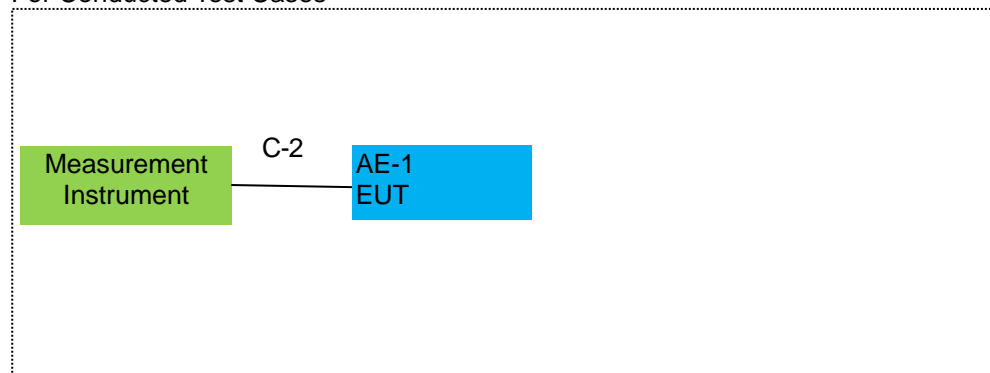 For Conducted Test Cases
C-2
Measurement
Instrument
AE-1
EUT